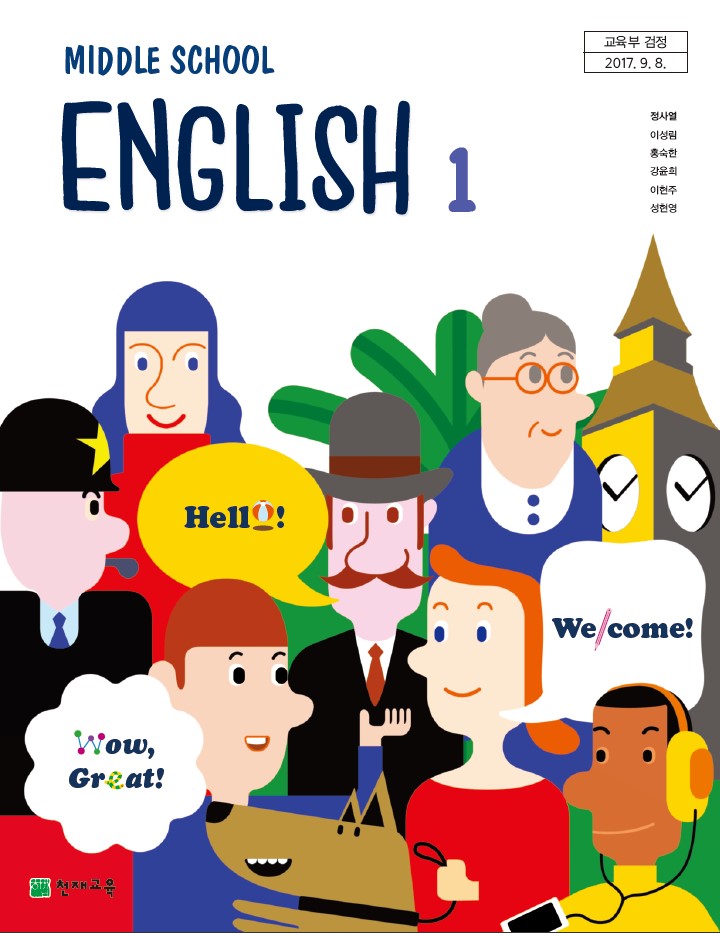 MIDDLE SCHOOL
ENGLISH 1
교육부 검정
2017. 9. 8.
정사열
이성림
홍숙한
강윤희
이현주
성현영
Hello!
Welcome!
Wow,
Great!
천재교육